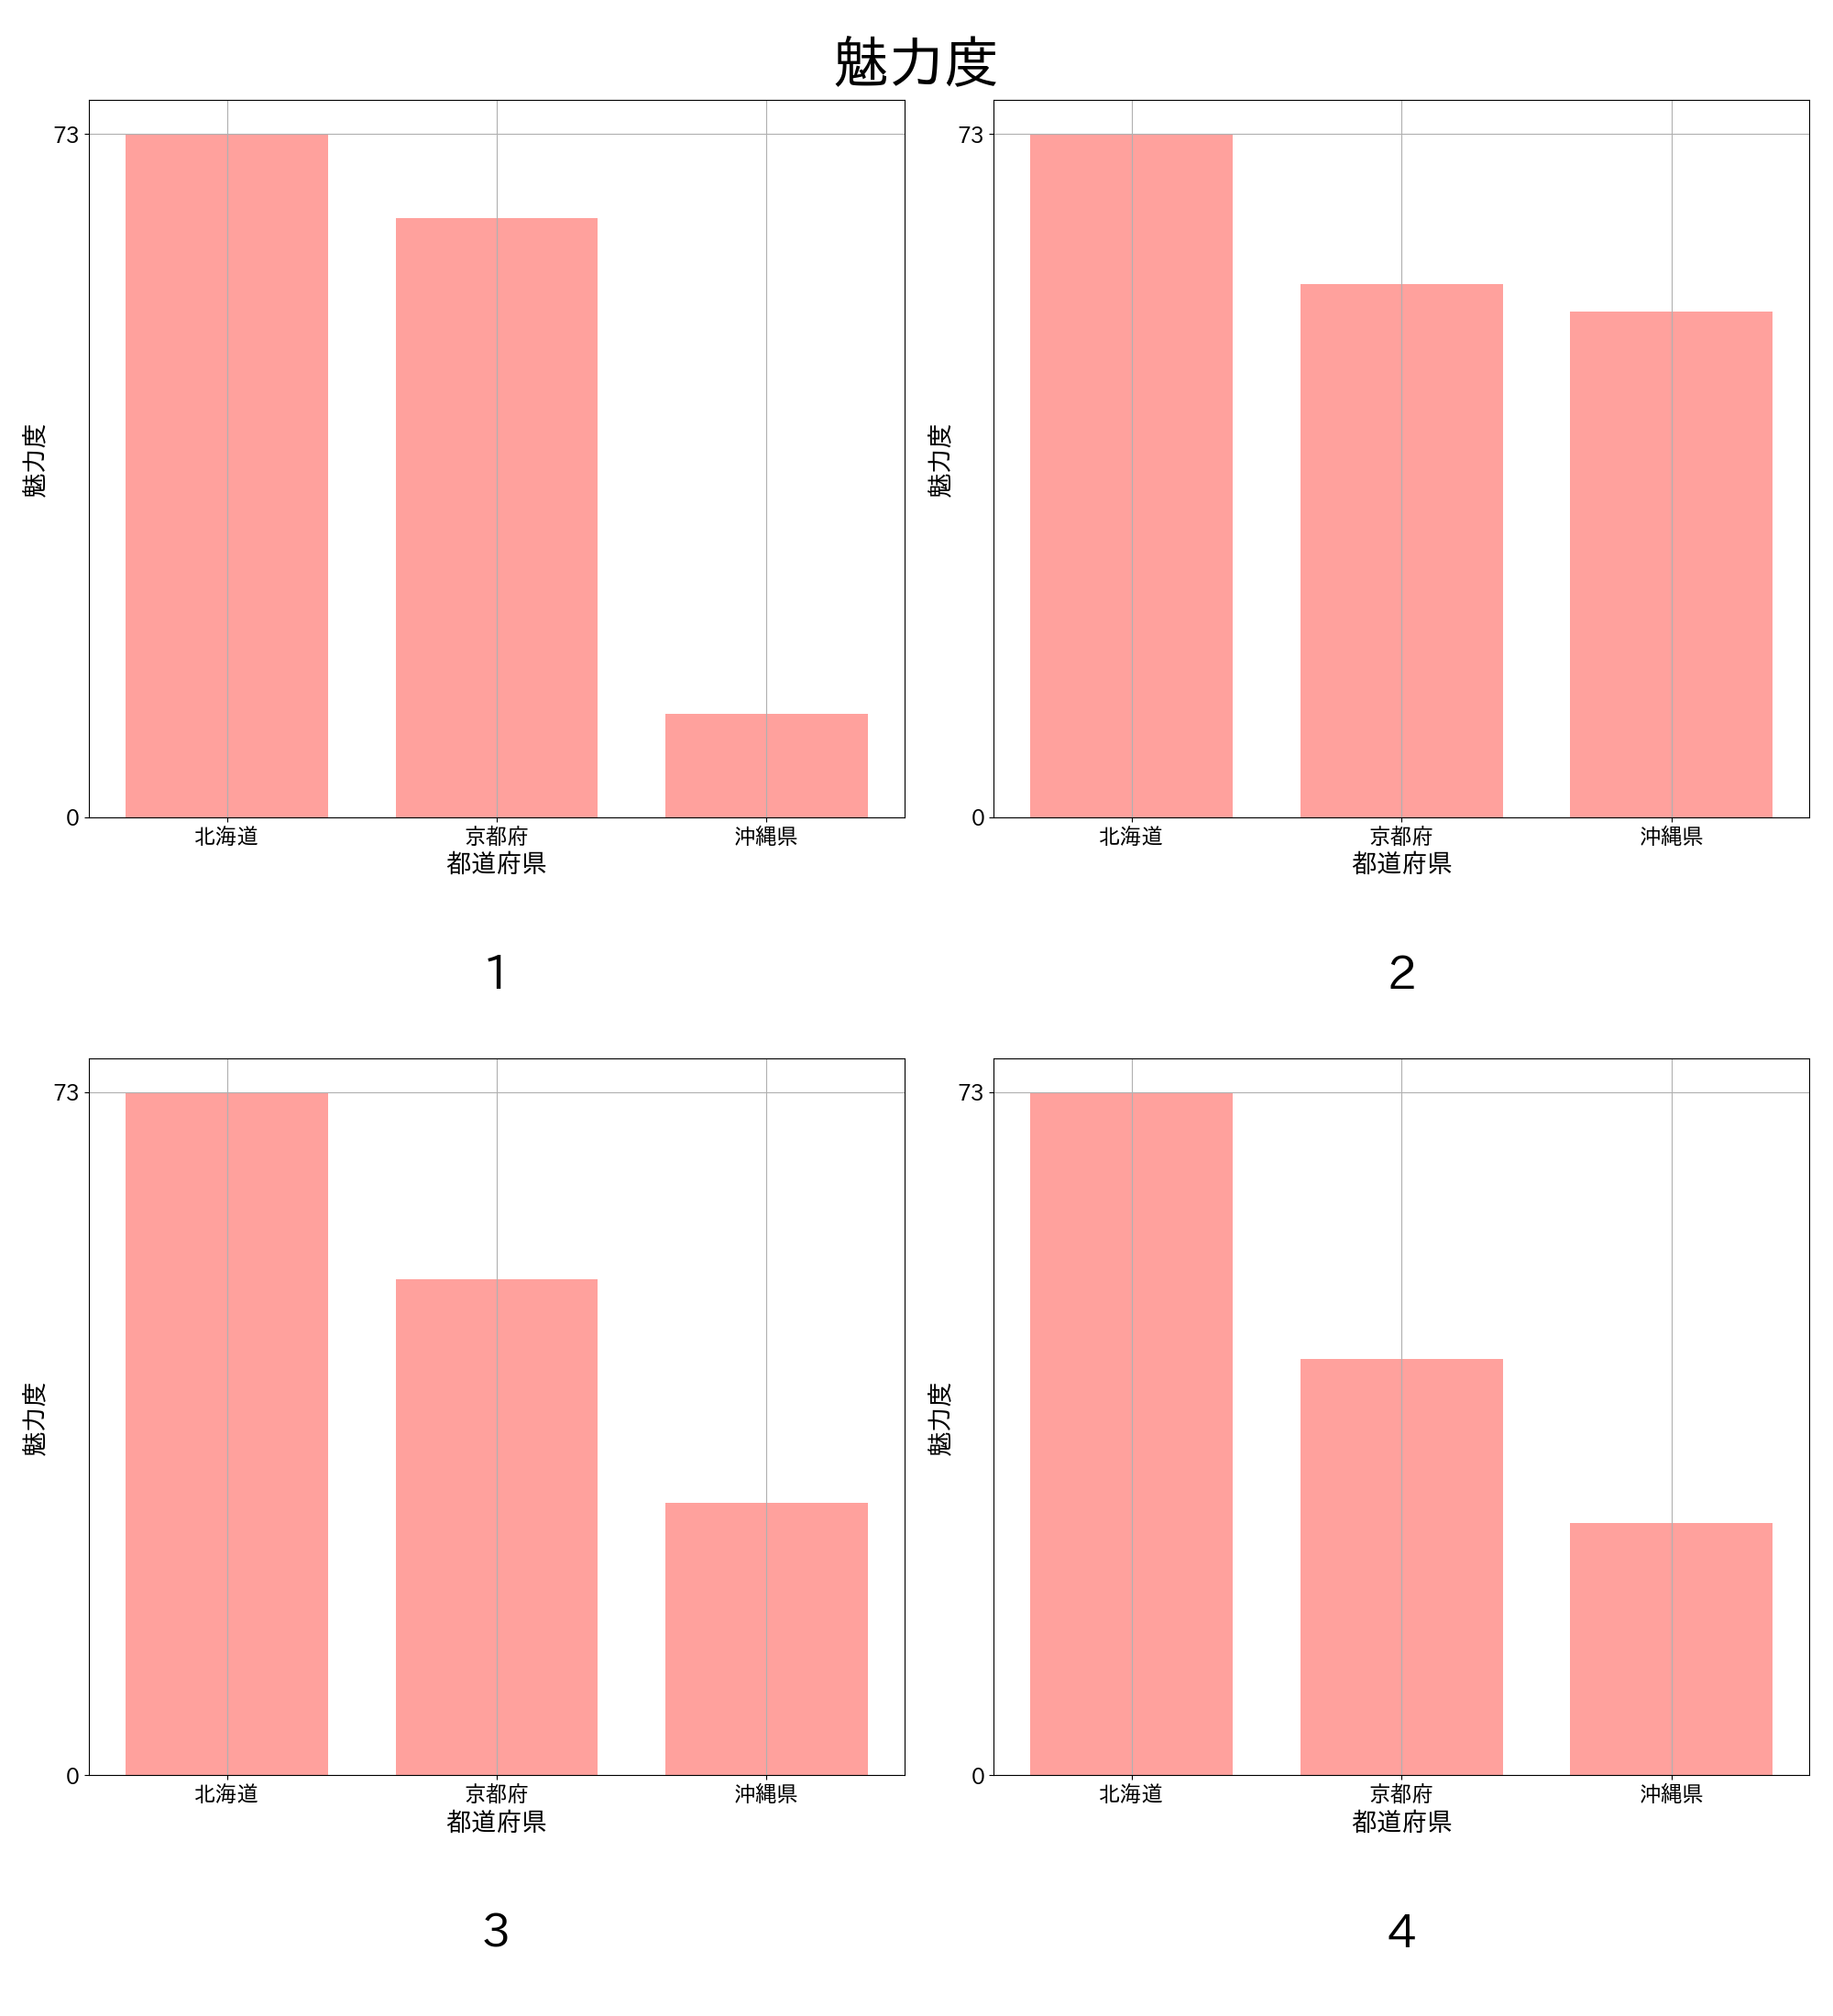 魅力度
73
0
魅力度
北海道 京都府 沖縄県
都道府県
1
73
0
魅力度
北海道 京都府 沖縄県
都道府県
2
73
0
魅力度
北海道 京都府 沖縄県
都道府県
3
73
0
魅力度
北海道 京都府 沖縄県
都道府県
4